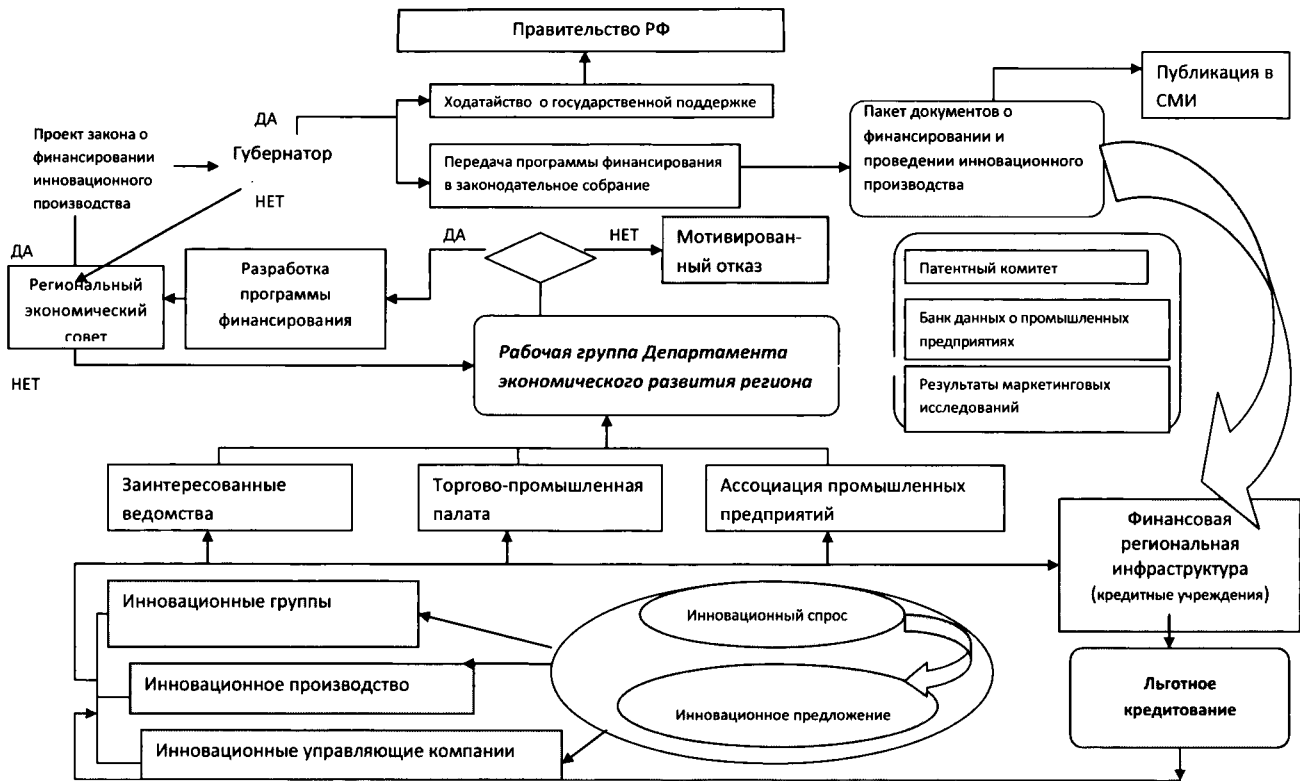 Правительство РФ
Ходатайство о государственной поддержке
Публикация в
СМИ
Пакет документов о
финансировании и
проведении инновационного
производства
ДА
Проект закона о
финансировании
инновационного
производства
Губернатор
Передача программы финансирования
в законодательное собрание
НЕТ
ДА
ДА
НЕТ
Мотивирован-
ный отказ
Региональный
экономический
совет
Разработка
программы
финансирования
Патентный комитет
Банк данных о промышленных
предприятиях
Результаты маркетинговых
исследований
Рабочая группа Департамента
экономического развития региона
НЕТ
Заинтересованные
ведомства
Торгово-промышленная
палата
Ассоциация промышленных
предприятий
Финансовая
региональная
инфраструктура
(кредитные учреждения)
Инновационные группы
Инновационный спрос
Инновационное производство
Инновационное предложение
Инновационные управляющие компании
Льготное
кредитование